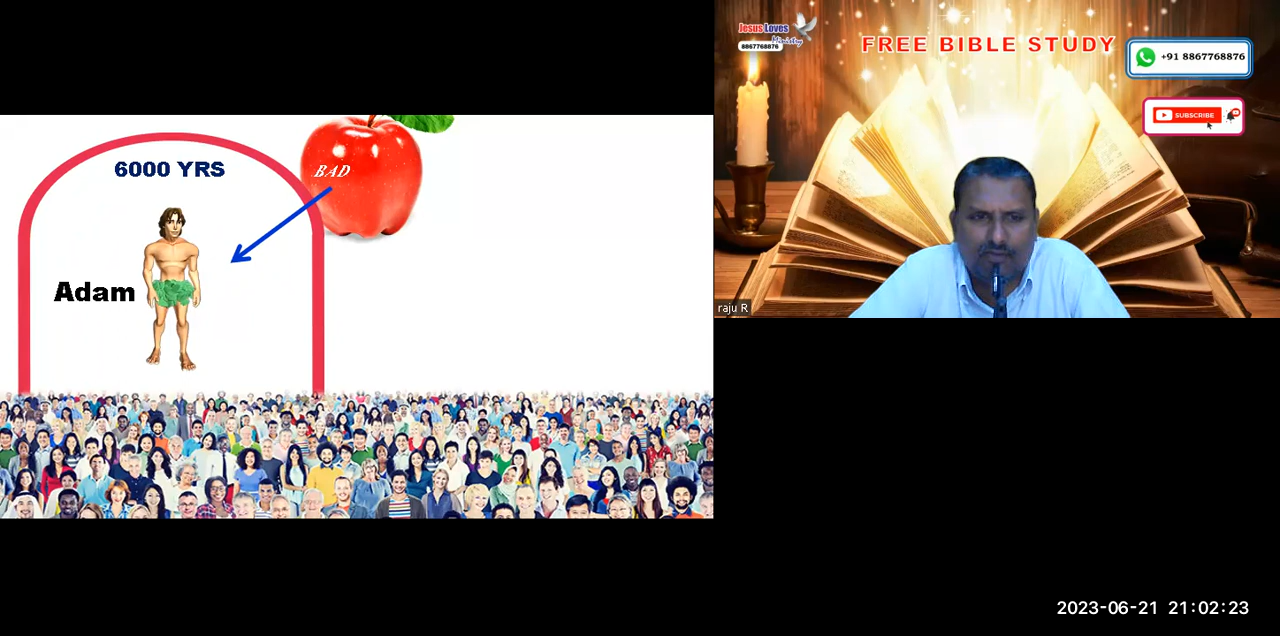 6000 YRS
BAD
Adam
Jesus Loves
Ministry
8867768876
FREE BIBLE STUDY
+91 8867768876
SUBSCRIBE
raju R
2023-06-21 21:02:23